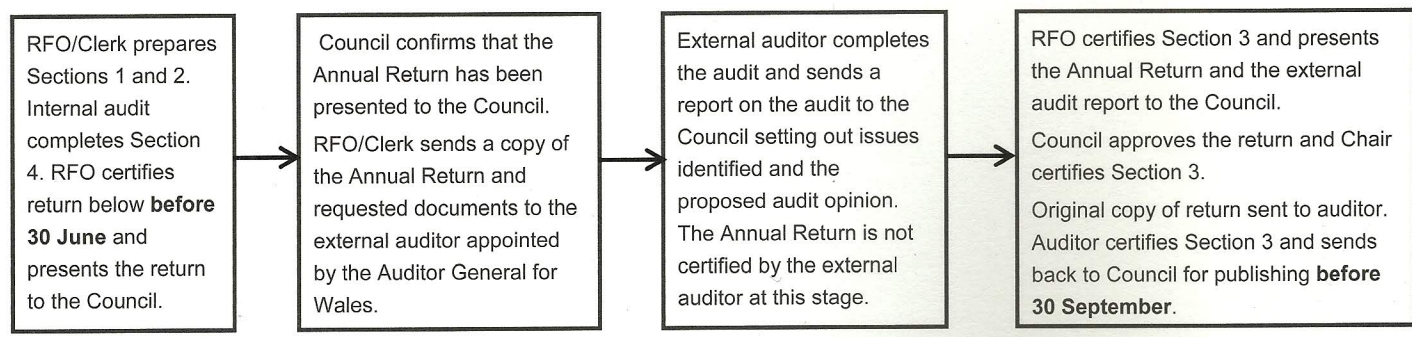 RFO/Clerk prepares
Sections 1 and 2.
Internal audit
completes Section
4. RFO certifies
return below before
30 June and
presents the return
to the Council.
Council confirms that the
Annual Return has been
presented to the Council.
RFO/Clerk sends a copy of
the Annual Return and
requested documents to the
external auditor appointed
by the Auditor General for
Wales.
External auditor completes
the audit and sends a
report on the audit to the
Council setting out issues
identified and the
proposed audit opinion.
The Annual Return is not
certified by the external
auditor at this stage.
RFO certifies Section 3 and presents
the Annual Return and the external
audit report to the Council.
Council approves the return and Chair
certifies Section 3.
Original copy of return sent to auditor.
Auditor certifies Section 3 and sends
back to Council for publishing before
30 September.